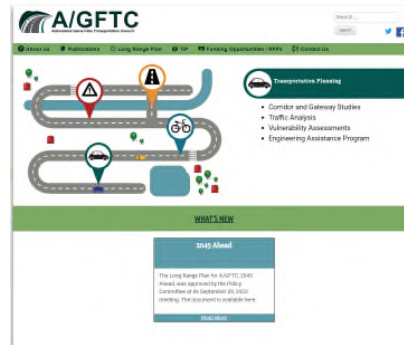 A/GFTC
Adirondack/Glens Falls Transportation Council
Search ...
Search
About Us Publications Long Range Plan TIP Funding Opportunities / RFPs Contact Us
Transportation Planning
Corridor and Gateway Studies
Traffic Analysis
Vulnerability Assessments
Engineering Assistance Program
WHAT'S NEW
2045 Ahead
The Long Range Plan for A/GFTC, 2045
Ahead, was approved by the Policy
Committee at its September 29, 2022
meeting. The document is available here.
READ MORE